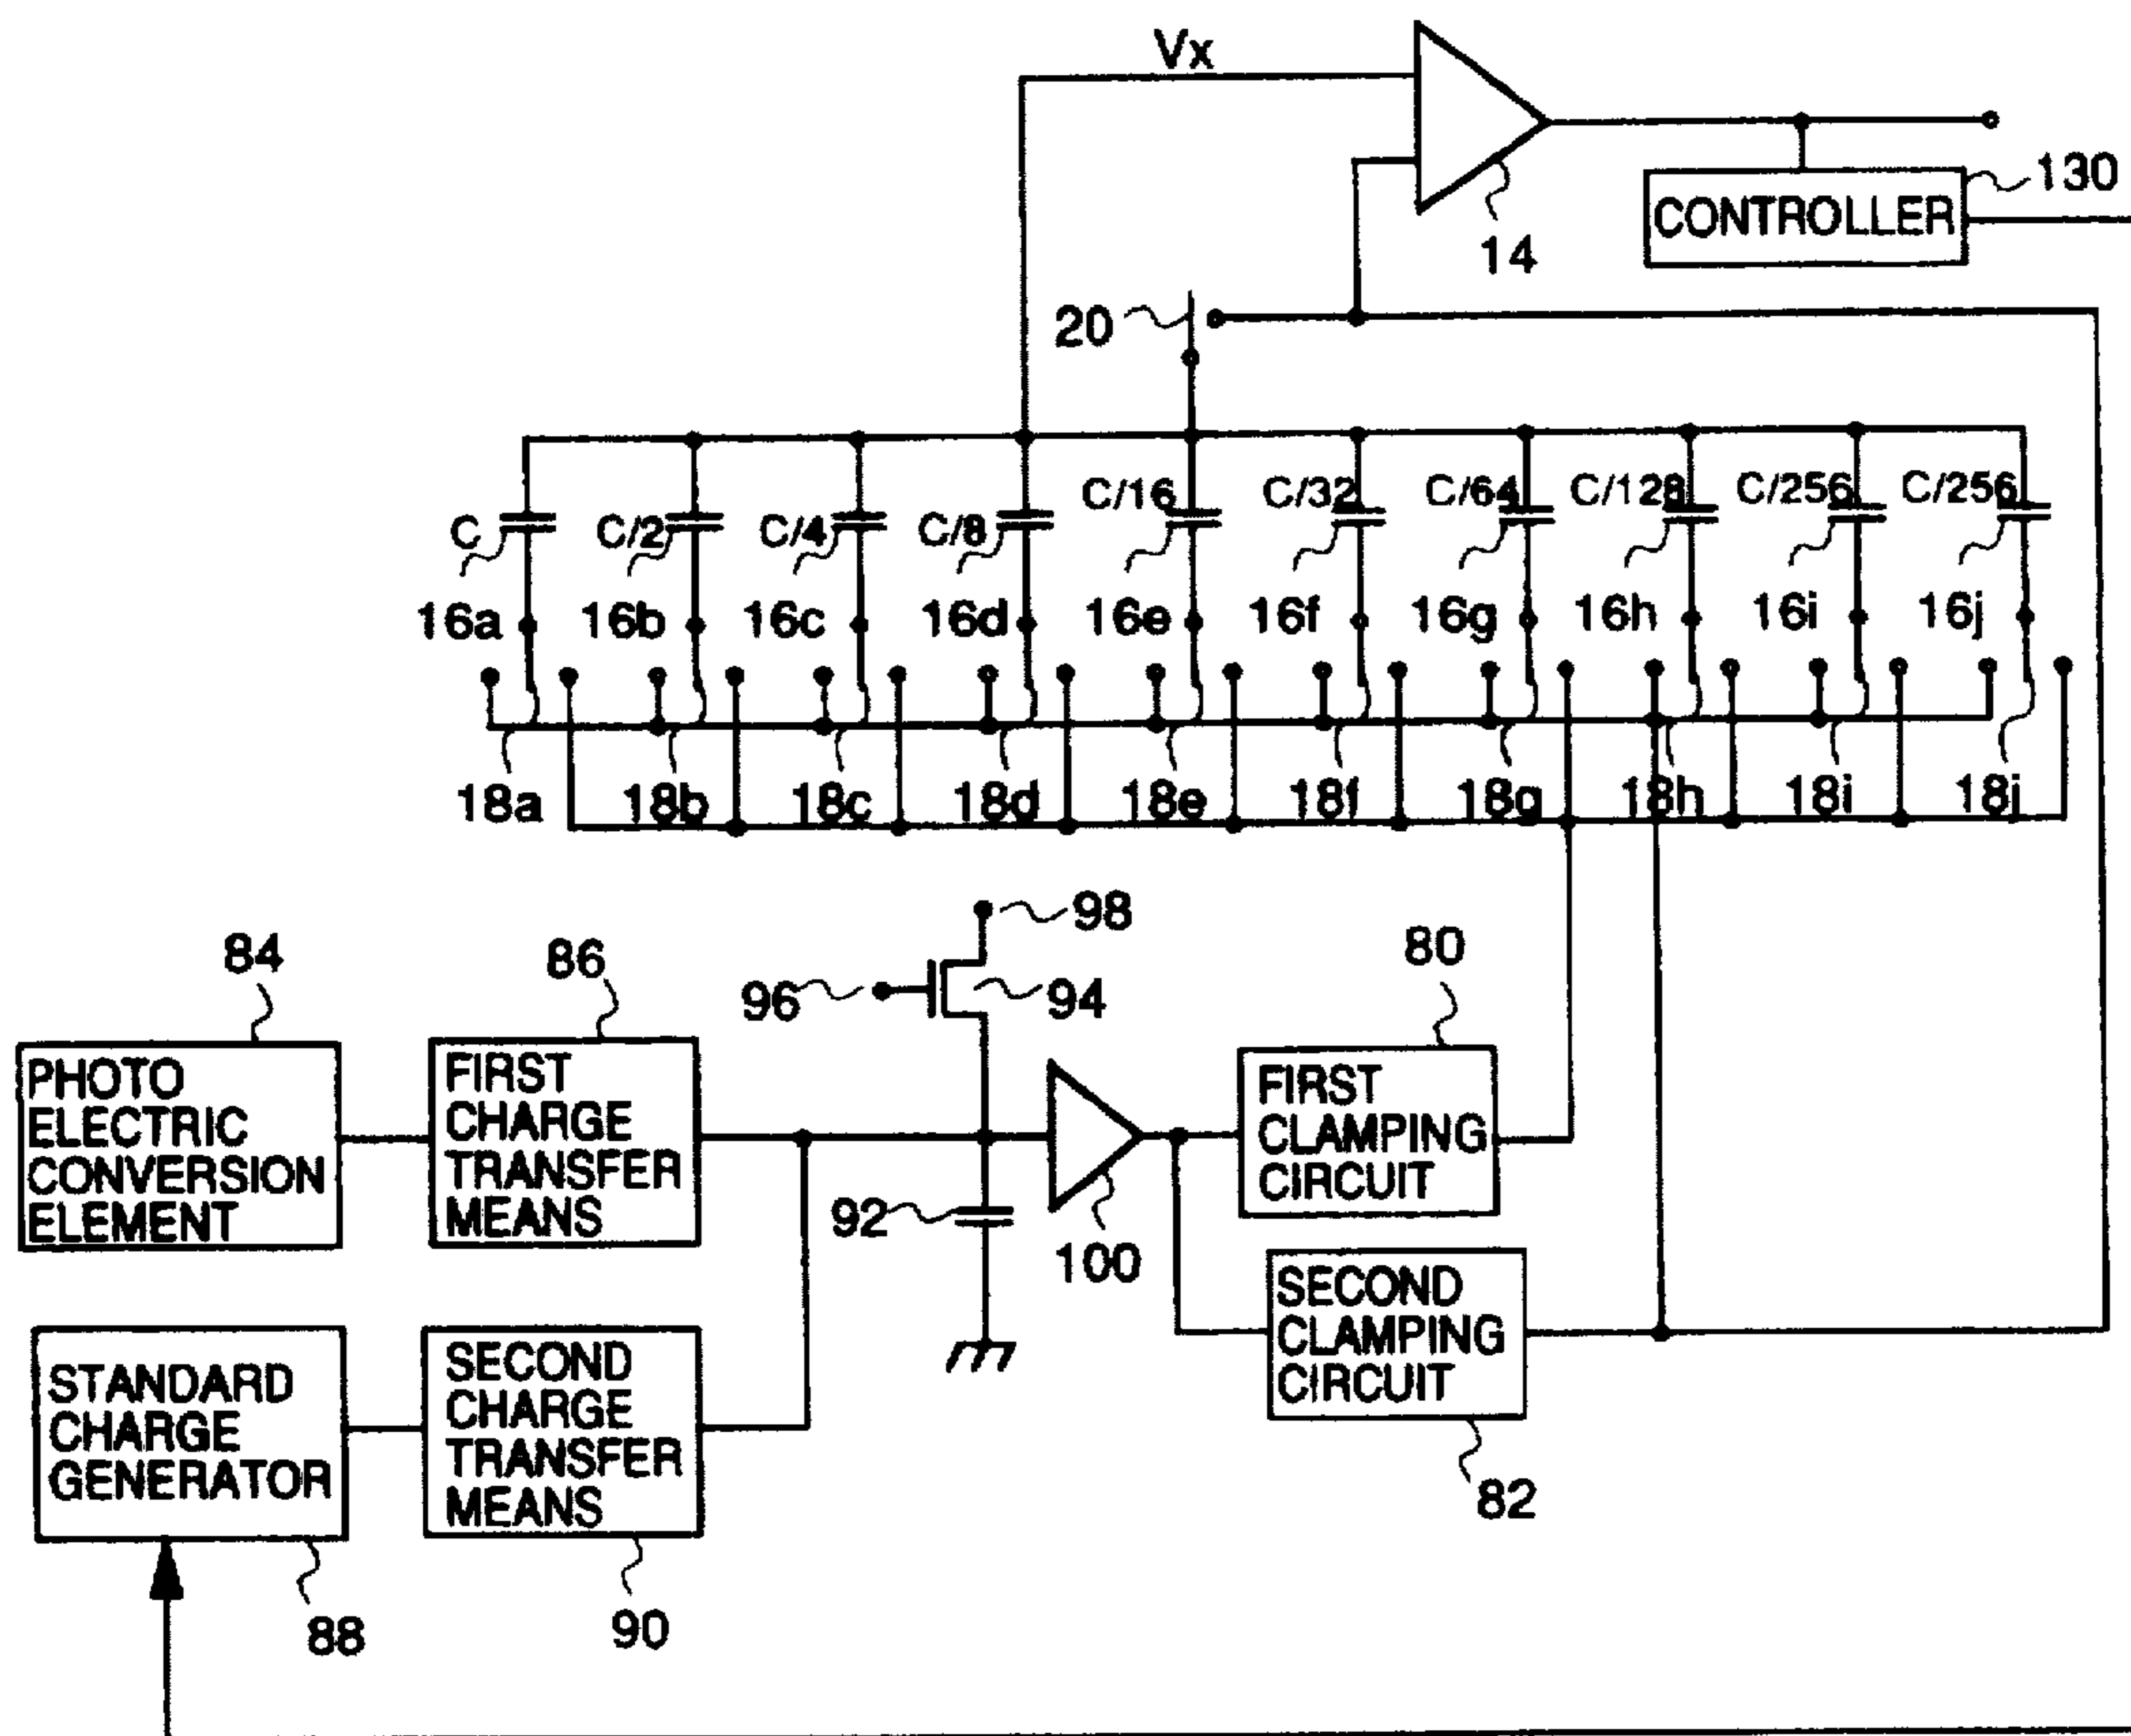 Vx
14
130
CONTROLLER
20
C
C/2
C/4
C/8
C/16
C/32
C/64
C/128
C/256
C/256
16a
16b
16c
16d
16e
16f
16g
16h
16i
16j
18a
18b
18c
18d
18e
18f
18g
18h
18i
18j
98
96
94
84
86
80
PHOTO
ELECTRIC
CONVERSION
ELEMENT
FIRST
CHARGE
TRANSFER
MEANS
92
100
FIRST
CLAMPING
CIRCUIT
SECOND
CLAMPING
CIRCUIT
82
STANDARD
CHARGE
GENERATOR
SECOND
CHARGE
TRANSFER
MEANS
88
90